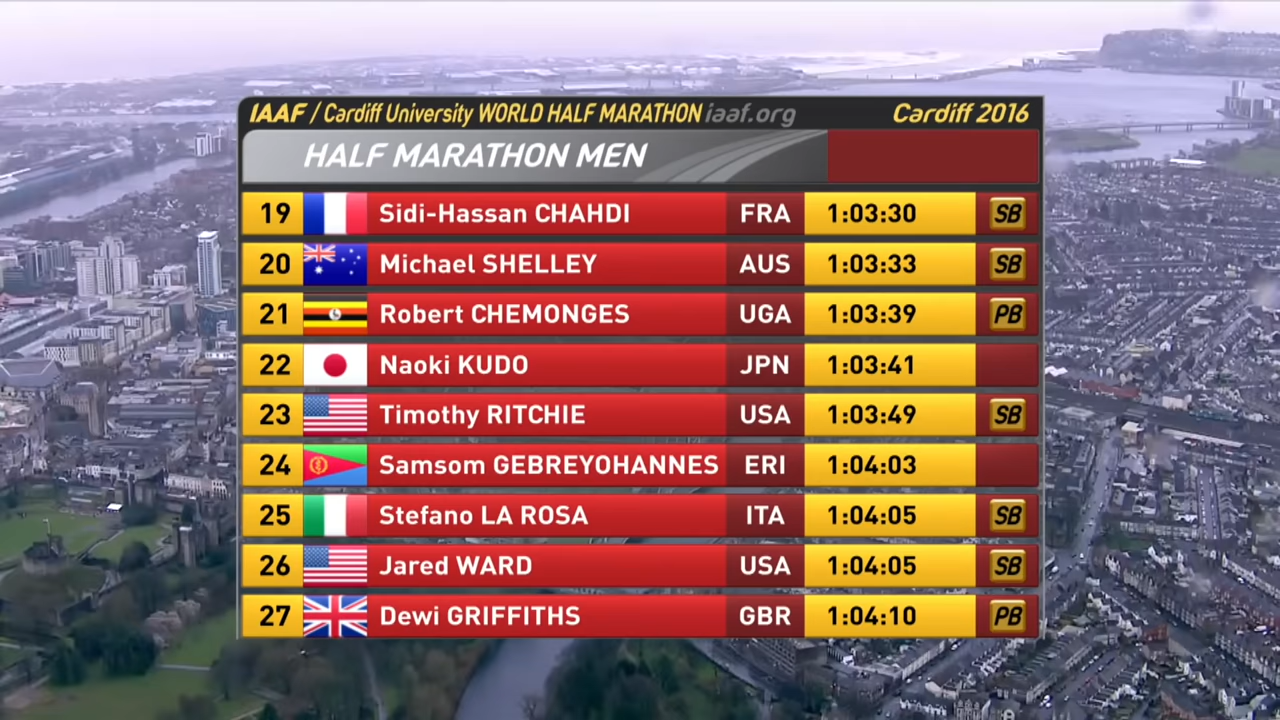 IAAF / Cardiff University WORLD HALF MARATHON iaaf.org Cardiff 2016
HALF MARATHON MEN
19 Sidi-Hassan CHAHDI FRA 1:03:30 SB
20 Michael SHELLEY AUS 1:03:33 SB
21 Robert CHEMONGES UGA 1:03:39 PB
22 Naoki KUDO JPN 1:03:41
23 Timothy RITCHIE USA 1:03:49 SB
24 Samsom GEBREYOHANNES ERI 1:04:03
25 Stefano LA ROSA ITA 1:04:05 SB
26 Jared WARD USA 1:04:05 SB
27 Dewi GRIFFITHS GBR 1:04:10 PB